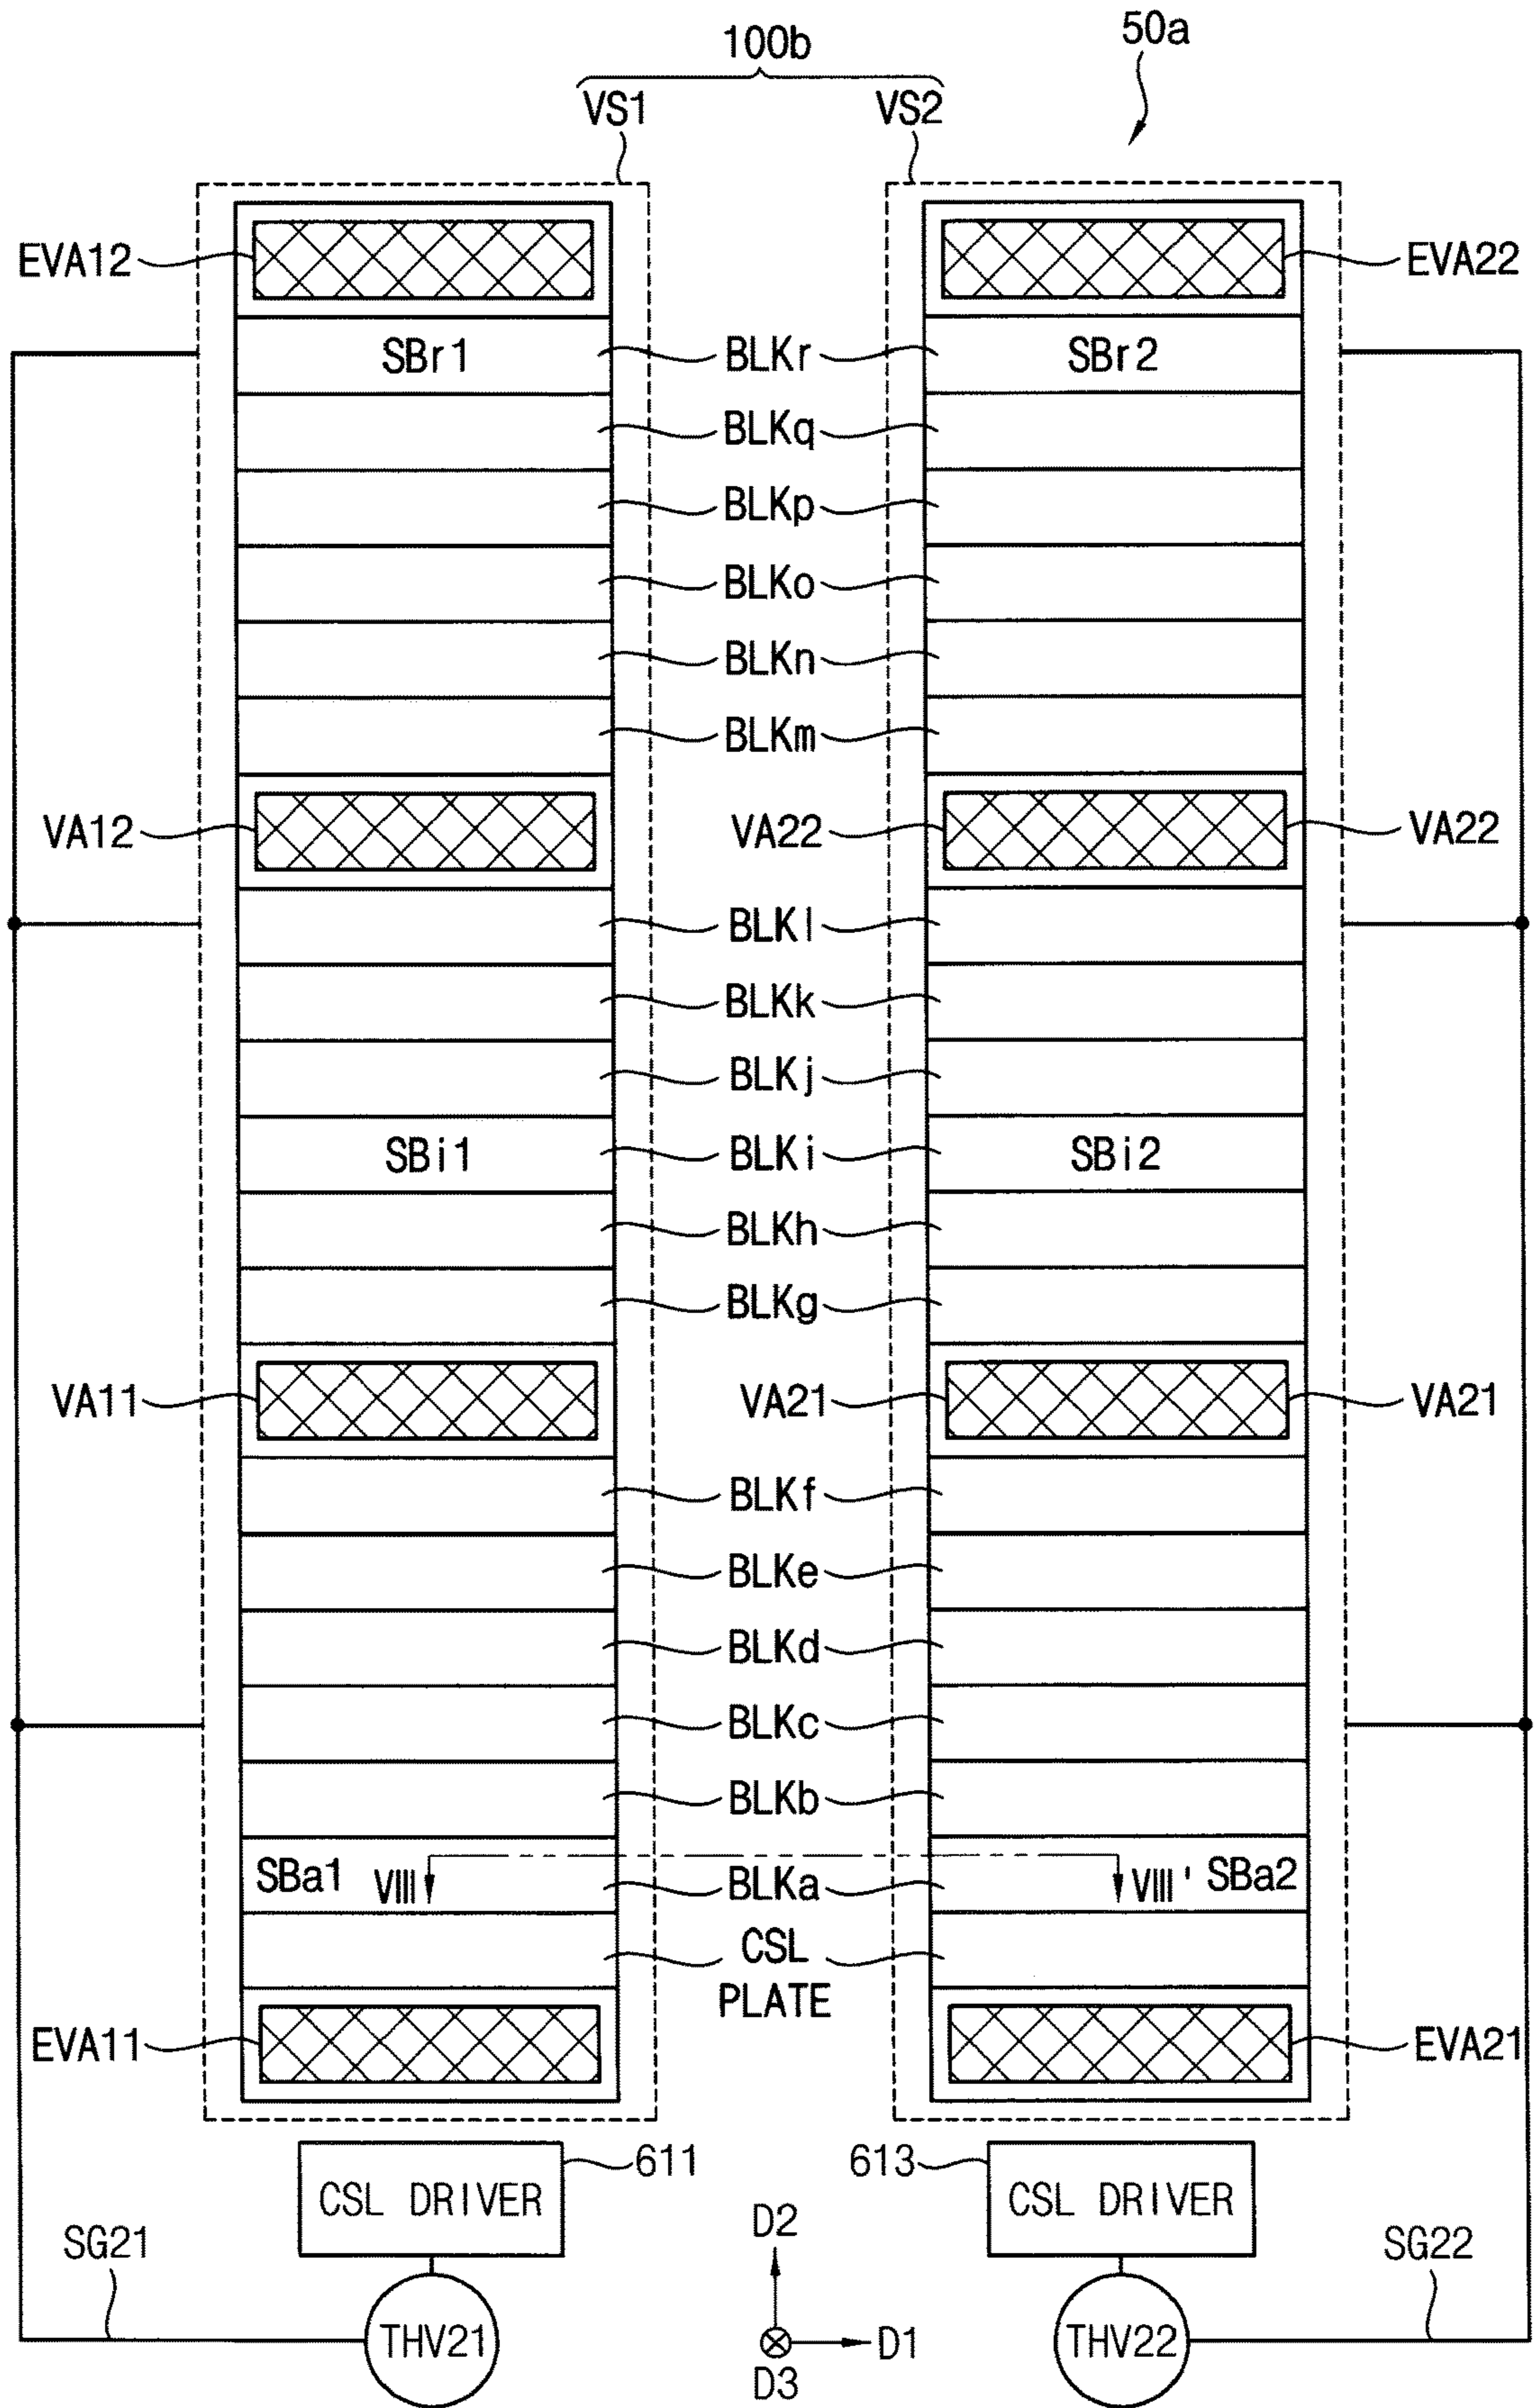 100b
50a
VS1
VS2
EVA12
EVA22
SBr1
BLKr
SBr2
BLKq
BLKp
BLKo
BLKn
BLKm
VA12
VA22
VA22
BLKl
BLKk
BLKj
SBi1
BLKi
SBi2
BLKh
BLKg
VA11
VA21
VA21
BLKf
BLKe
BLKd
BLKc
BLKb
SBa1
VIII
BLKa
VIII'
SBa2
CSL
PLATE
EVA11
EVA21
611
613
CSL DRIVER
CSL DRIVER
D2
SG21
SG22
THV21
D1
THV22
D3